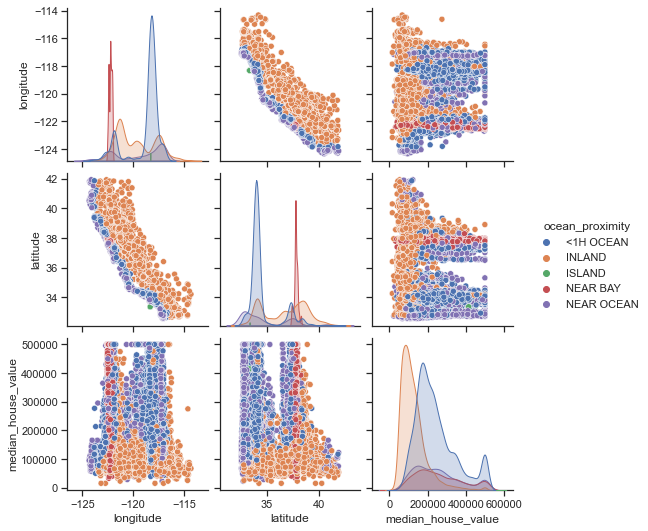 −114
−116
−118
−120
−122
−124
longitude
42
40
38
36
34
latitude
ocean_proximity
<1H OCEAN
INLAND
ISLAND
NEAR BAY
NEAR OCEAN
500000
400000
300000
200000
100000
0
median_house_value
−125
−120
−115
longitude
35
40
latitude
0
200000
400000
600000
median_house_value